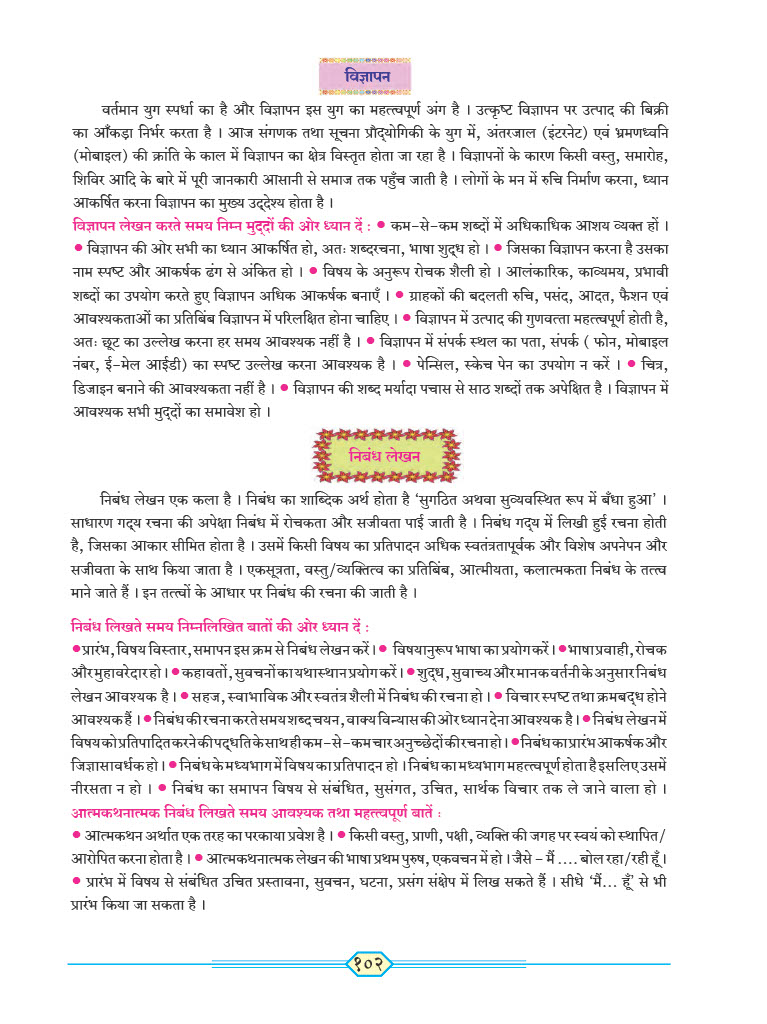 विज्ञापन
वर्तमान युग स्पर्धा का है और विज्ञापन इस युग का महत्त्वपूर्ण अंग है । उत्कृष्ट विज्ञापन पर उत्पाद की बिक्री
का आँकड़ा निर्भर करता है । आज संगणक तथा सूचना प्रौद्‌योगिकी के युग में, अंतरजाल (इंटरनेट) एवं भ्रमणध्वनि
(मोबाइल) की क्रांति के काल में विज्ञापन का क्षेत्र विस्तृत होता जा रहा है । विज्ञापनों के कारण किसी वस्तु, समारोह,
शिविर आदि के बारे में पूरी जानकारी आसानी से समाज तक पहुँच जाती है । लोगों के मन में रुचि निर्माण करना, ध्यान
आकर्षित करना विज्ञापन का मुख्य उद्‌देश्य होता है ।
विज्ञापन लेखन करते समय निम्न मुद्‌दों की ओर ध्यान दें : ● कम-से-कम शब्दों में अधिकाधिक आशय व्यक्त हों ।
● विज्ञापन की ओर सभी का ध्यान आकर्षित हो, अतः शब्दरचना, भाषा शुद्ध हो । ● जिसका विज्ञापन करना है उसका
नाम स्पष्ट और आकर्षक ढंग से अंकित हो । ● विषय के अनुरूप रोचक शैली हो । आलंकारिक, काव्यमय, प्रभावी
शब्दों का उपयोग करते हुए विज्ञापन अधिक आकर्षक बनाएँ । ● ग्राहकों की बदलती रुचि, पसंद, आदत, फैशन एवं
आवश्यकताओं का प्रतिबिंब विज्ञापन में परिलक्षित होना चाहिए । ● विज्ञापन में उत्पाद की गुणवत्ता महत्त्वपूर्ण होती है,
अतः छूट का उल्लेख करना हर समय आवश्यक नहीं है । ● विज्ञापन में संपर्क स्थल का पता, संपर्क ( फोन, मोबाइल
नंबर, ई-मेल आईडी) का स्पष्ट उल्लेख करना आवश्यक है । ● पेन्सिल, स्केच पेन का उपयोग न करें । ● चित्र,
डिजाइन बनाने की आवश्यकता नहीं है । ● विज्ञापन की शब्द मर्यादा पचास से साठ शब्दों तक अपेक्षित है । विज्ञापन में
आवश्यक सभी मुद्‌दों का समावेश हो ।
निबंध लेखन
निबंध लेखन एक कला है । निबंध का शाब्दिक अर्थ होता है ‘सुगठित अथवा सुव्यवस्थित रूप में बँधा हुआ’ ।
साधारण गद्‌य रचना की अपेक्षा निबंध में रोचकता और सजीवता पाई जाती है । निबंध गद्‌य में लिखी हुई रचना होती
है, जिसका आकार सीमित होता है । उसमें किसी विषय का प्रतिपादन अधिक स्वतंत्रतापूर्वक और विशेष अपनेपन और
सजीवता के साथ किया जाता है । एकसूत्रता, वस्तु/व्यक्तित्व का प्रतिबिंब, आत्मीयता, कलात्मकता निबंध के तत्त्व
माने जाते हैं । इन तत्त्वों के आधार पर निबंध की रचना की जाती है ।
निबंध लिखते समय निम्नलिखित बातों की ओर ध्यान दें :
● प्रारंभ, विषय विस्तार, समापन इस क्रम से निबंध लेखन करें । ● विषयानुरूप भाषा का प्रयोग करें । ● भाषा प्रवाही, रोचक
और मुहावरेदार हो । ● कहावतों, सुवचनों का यथास्थान प्रयोग करें । ● शुद्ध, सुवाच्य और मानक वर्तनी के अनुसार निबंध
लेखन आवश्यक है । ● सहज, स्वाभाविक और स्वतंत्र शैली में निबंध की रचना हो । ● विचार स्पष्ट तथा क्रमबद्ध होने
आवश्यक हैं । ● निबंध की रचना करते समय शब्द चयन, वाक्य विन्यास की ओर ध्यान देना आवश्यक है । ● निबंध लेखन में
विषय को प्रतिपादित करने की पद्धति के साथ ही कम-से-कम चार अनुच्छेदों की रचना हो । ● निबंध का प्रारंभ आकर्षक और
जिज्ञासावर्धक हो । ● निबंध के मध्यभाग में विषय का प्रतिपादन हो । निबंध का मध्यभाग महत्त्वपूर्ण होता है इसलिए उसमें
नीरसता न हो । ● निबंध का समापन विषय से संबंधित, सुसंगत, उचित, सार्थक विचार तक ले जाने वाला हो ।
आत्मकथनात्मक निबंध लिखते समय आवश्यक तथा महत्त्वपूर्ण बातें :
● आत्मकथन अर्थात एक तरह का परकाया प्रवेश है । ● किसी वस्तु, प्राणी, पक्षी, व्यक्ति की जगह पर स्वयं को स्थापित/
आरोपित करना होता है । ● आत्मकथनात्मक लेखन की भाषा प्रथम पुरुष, एकवचन में हो । जैसे - मैं .... बोल रहा/रही हूँ ।
● प्रारंभ में विषय से संबंधित उचित प्रस्तावना, सुवचन, घटना, प्रसंग संक्षेप में लिख सकते हैं । सीधे ‘मैं... हूँ’ से भी
प्रारंभ किया जा सकता है ।
१०२